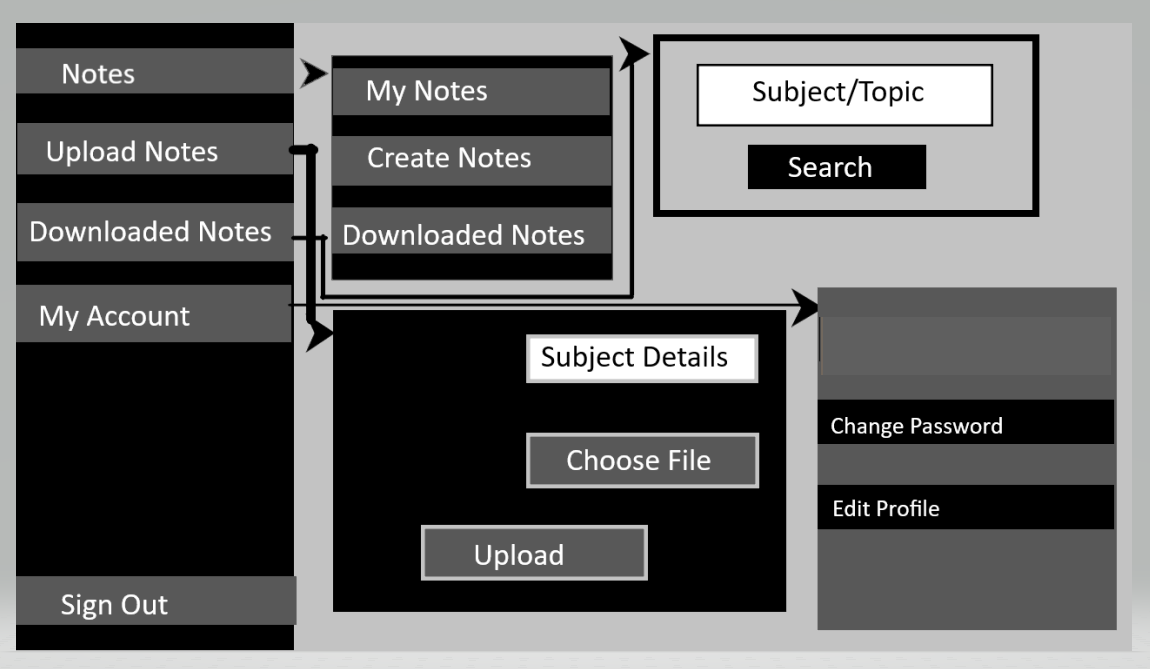 Notes
Upload Notes
Downloaded Notes
My Account
Sign Out
My Notes
Create Notes
Downloaded Notes
Subject/Topic
Search
Subject Details
Choose File
Upload
Change Password
Edit Profile